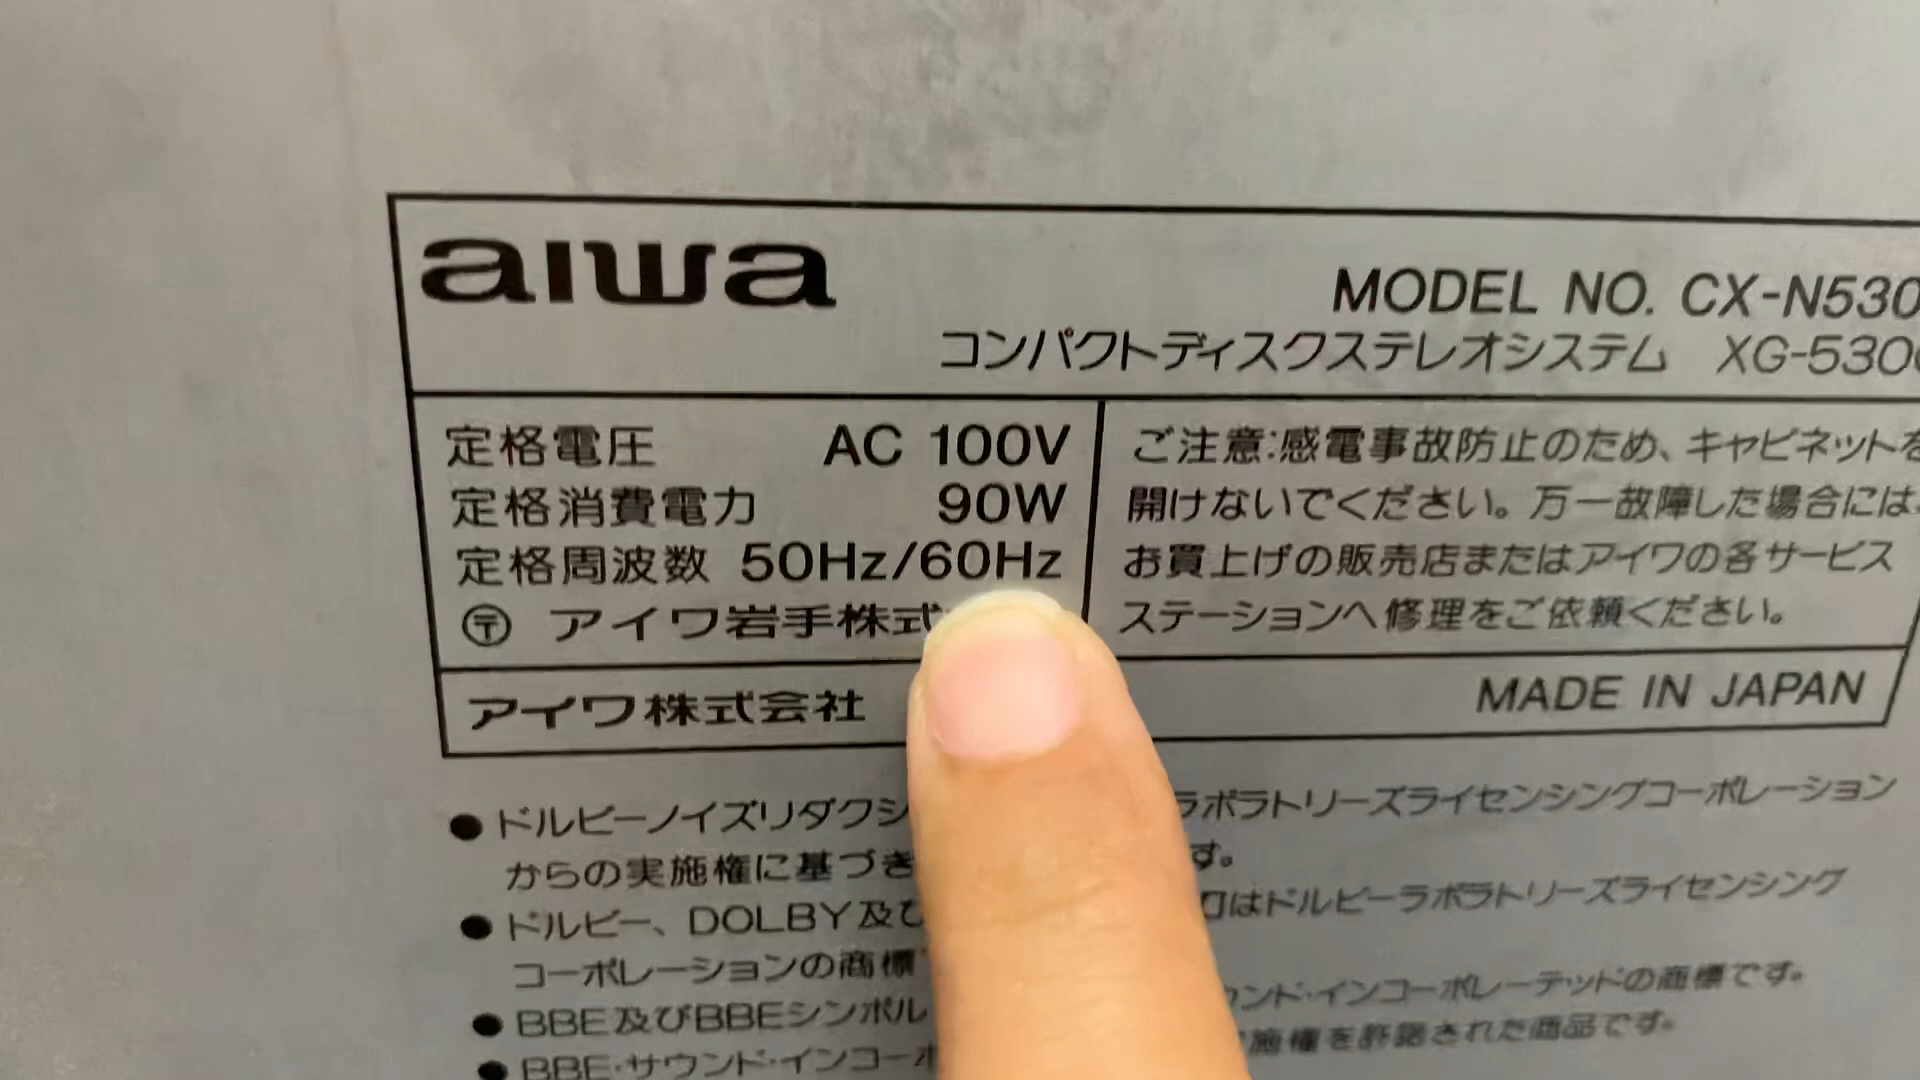 aiwa
MODEL NO. CX-N530
コンパクトディスクステレオシステム XG-530
定格電圧 AC 100V
定格消費電力 90W
定格周波数 50Hz/60Hz
〶 アイワ岩手株式
ご注意:感電事故防止のため、キャビネットを
開けないでください。万一故障した場合には、
お買上げの販売店またはアイワの各サービス
ステーションへ修理をご依頼ください。
アイワ株式会社 MADE IN JAPAN
●ドルビーノイズリダクシ ラボラトリーズライセンシングコーポレーション
からの実施権に基づき す。
●ドルビー、DOLBY及び はドルビーラボラトリーズライセンシング
コーポレーションの商標 
●BBE及びBBEシンボル ウンド・インコーポレーテッドの商標です。
●BBE・サウンド・インコーポ 施権を許諾された商品です。